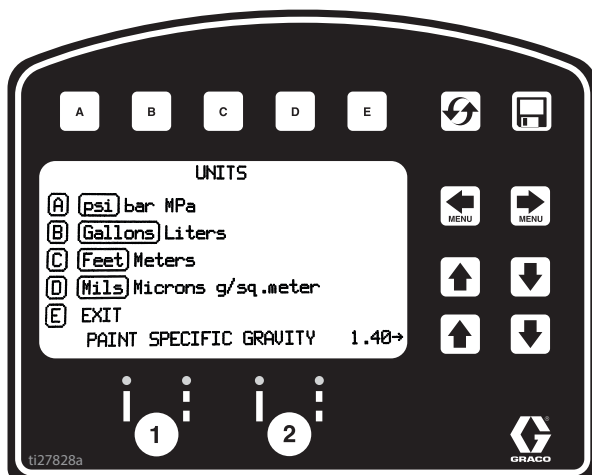 A B C D E
UNITS
A psi bar MPa
MENU MENU
B Gallons Liters
C Feet Meters
D Mils Microns g/sq.meter
E EXIT
PAINT SPECIFIC GRAVITY 1.40→
1 2
ti27828a
GRACO